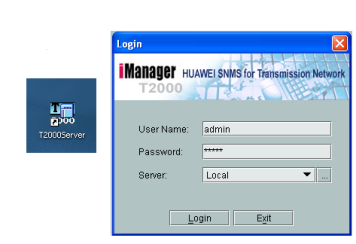 Login
iManager HUAWEI SNMS for Transmission Network
T2000
T2000Server
User Name: admin
Password: *****
Server: Local ...
Login Exit